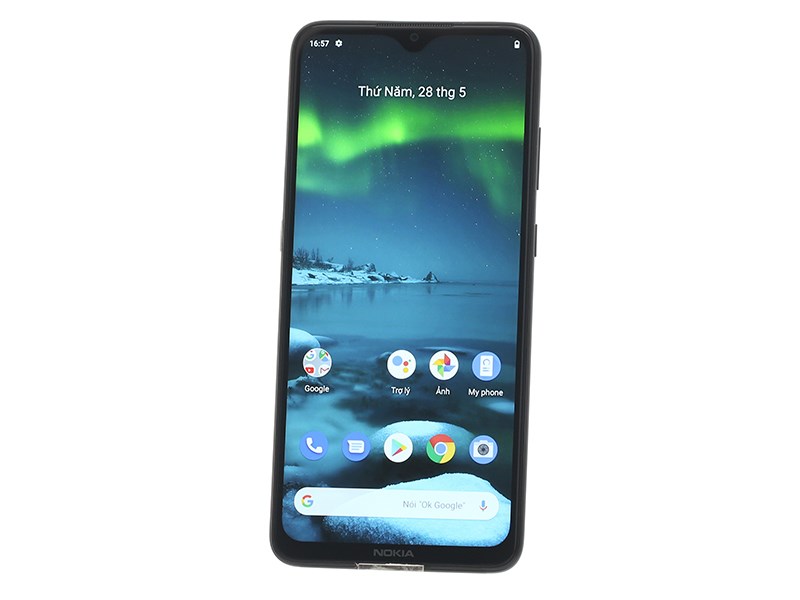 16:57
Thứ Năm, 28 thg 5
Google
Trợ lý
Ảnh
My phone
G
Nói "Ok Google"
NOKIA